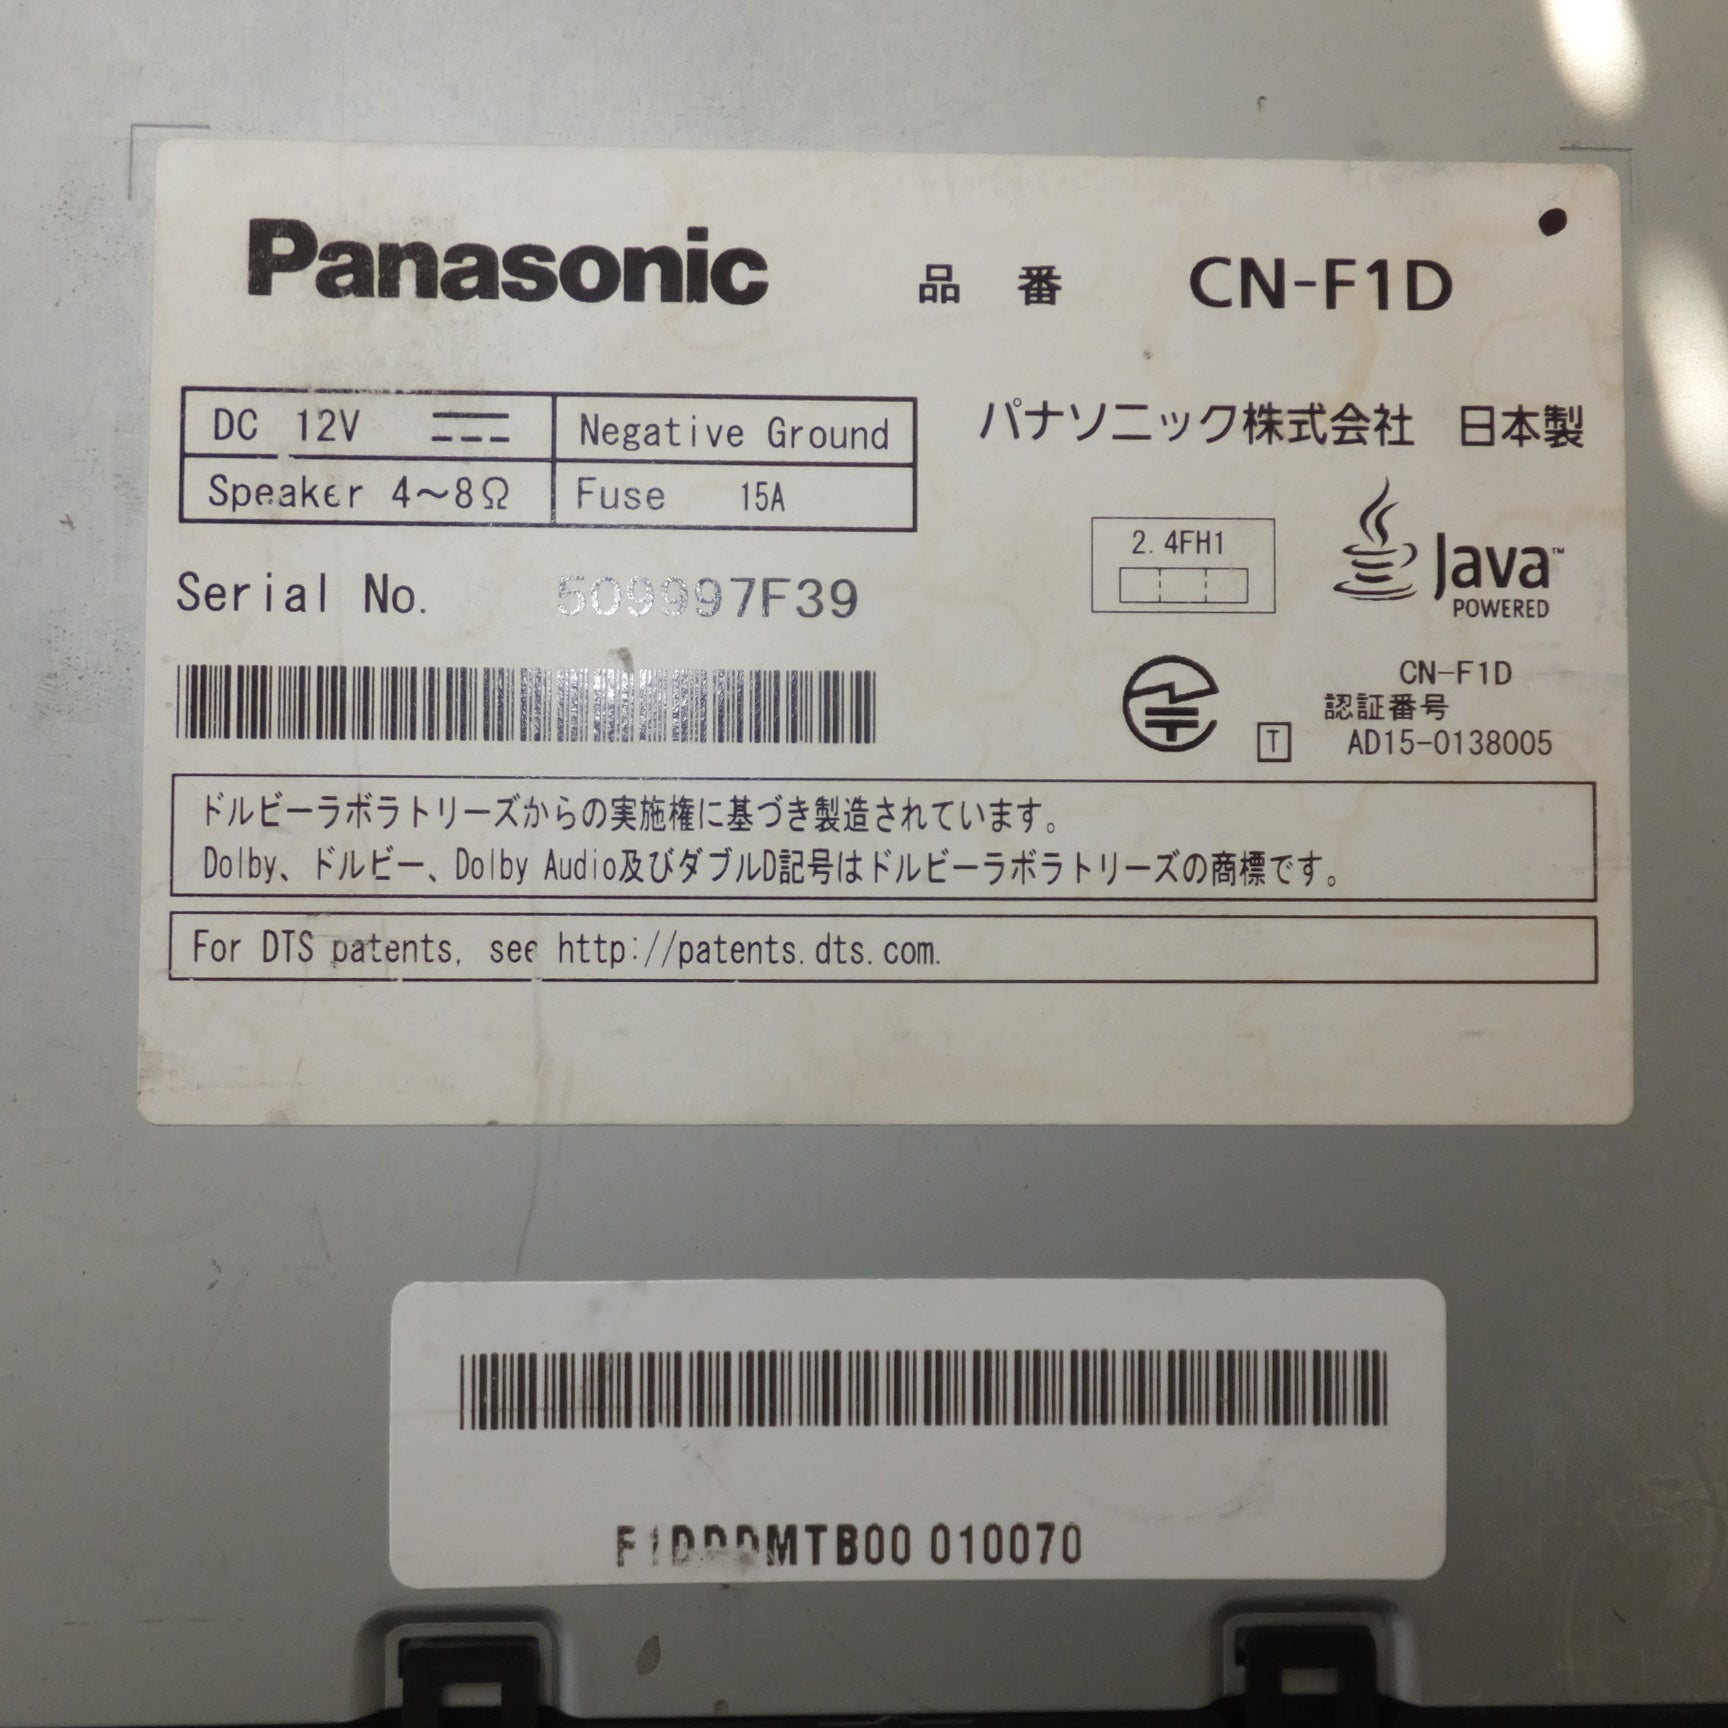 Panasonic 品番 CN-F1D
DC 12V Negative Ground
Speaker 4～8Ω Fuse 15A
パナソニック株式会社 日本製
Serial No. 509997F39
2.4FH1
Java™
POWERED
CN-F1D
認証番号
T AD15-0138005
ドルビーラボラトリーズからの実施権に基づき製造されています。
Dolby、ドルビー、Dolby Audio及びダブルD記号はドルビーラボラトリーズの商標です。
For DTS patents, see http://patents.dts.com.
F1DDDMTB00 010070